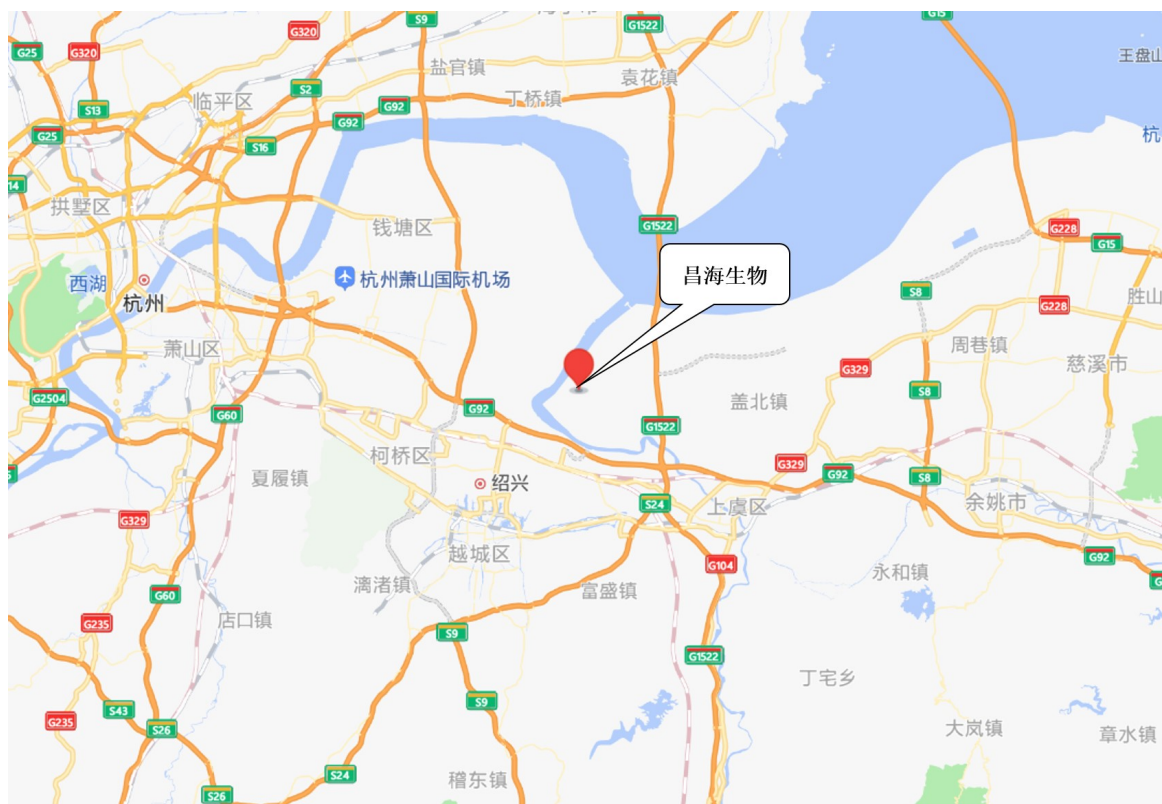 G15
S9
G1522
G320
G25
G320
王盘山
盐官镇
袁花镇
S2
丁桥镇
临平区
S13
G92
G92
G25
杭
S16
14
拱墅区
钱塘区
G1522
G228
G15
西湖
杭州萧山国际机场
昌海生物
S8
杭州
G228
胜山
萧山区
周巷镇
慈溪市
G329
G2504
S8
盖北镇
G92
G60
G1522
柯桥区
G329
G92
S8
夏履镇
绍兴
S24
上虞区
余姚市
G329
越城区
G92
G104
永和镇
漓渚镇
富盛镇
G60
店口镇
G235
S9
G1522
丁宅乡
S9
S43
G235
S26
大岚镇
章水镇
S24
稽东镇
S26